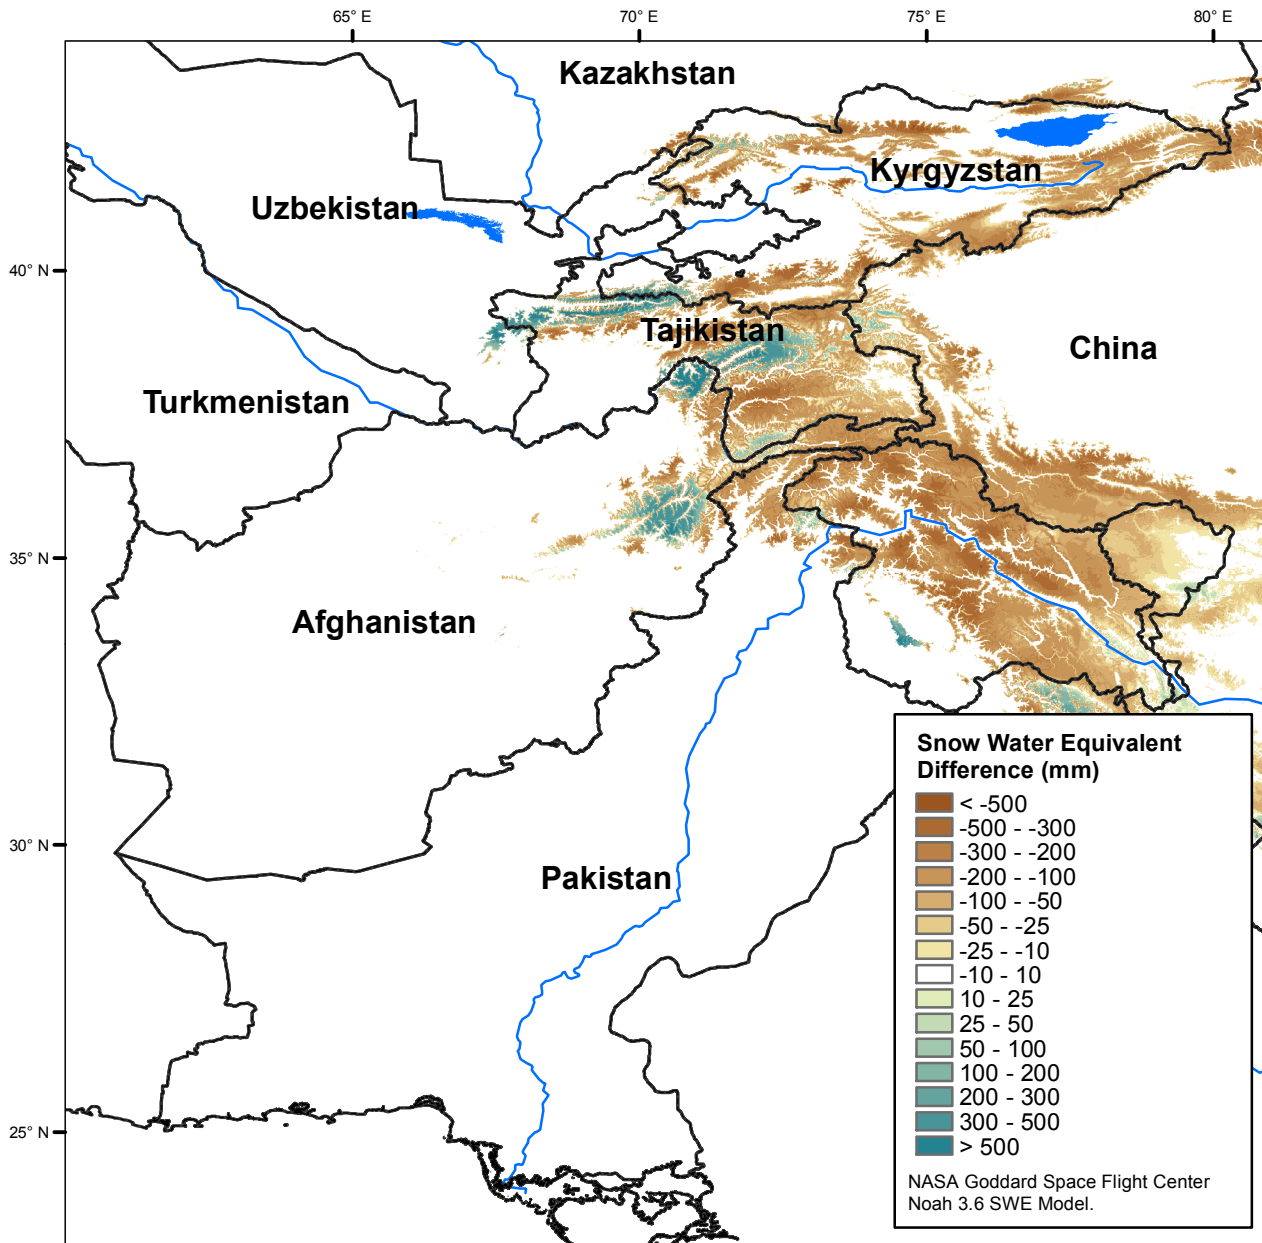 65° E
70° E
75° E
80° E
Kazakhstan
Kyrgyzstan
Uzbekistan
40° N
Tajikistan
China
Turkmenistan
35° N
Afghanistan
Snow Water Equivalent
Difference (mm)
< -500
-500 - -300
30° N
-300 - -200
Pakistan
-200 - -100
-100 - -50
-50 - -25
-25 - -10
-10 - 10
10 - 25
25 - 50
50 - 100
100 - 200
200 - 300
25° N
300 - 500
> 500
NASA Goddard Space Flight Center
Noah 3.6 SWE Model.